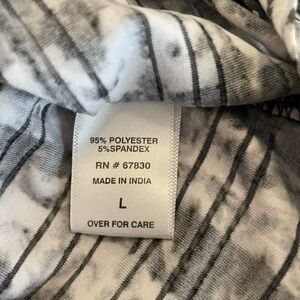 95% POLYESTER
5%SPANDEX
RN # 67830
MADE IN INDIA
L
OVER FOR CARE